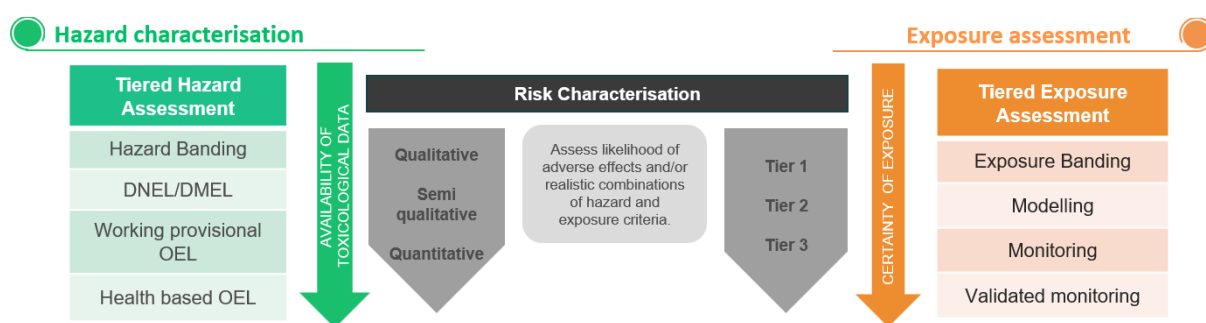 Hazard characterisation
Exposure assessment
Tiered Hazard
Assessment
Hazard Banding
DNEL/DMEL
Working provisional
OEL
Health based OEL
AVAILABILITY OF
TOXICOLOGICAL DATA
Risk Characterisation
Qualitative
Semi
qualitative
Quantitative
Assess likelihood of
adverse effects and/or
realistic combinations
of hazard and
exposure criteria.
Tier 1
Tier 2
Tier 3
CERTAINTY OF EXPOSURE
Tiered Exposure
Assessment
Exposure Banding
Modelling
Monitoring
Validated monitoring